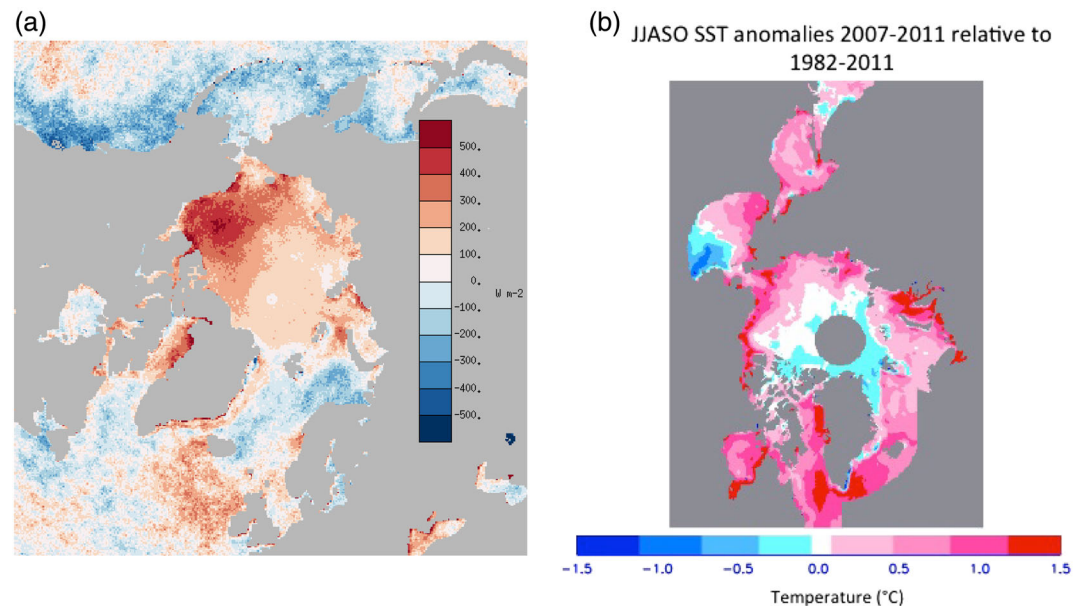 (a)
500.
400.
300.
200.
100.
0.
-100.
-200.
-300.
-400.
-500.
W m-2
(b)
JJASO SST anomalies 2007-2011 relative to
1982-2011
−1.5 −1.0 −0.5 0.0 0.5 1.0 1.5
Temperature (°C)